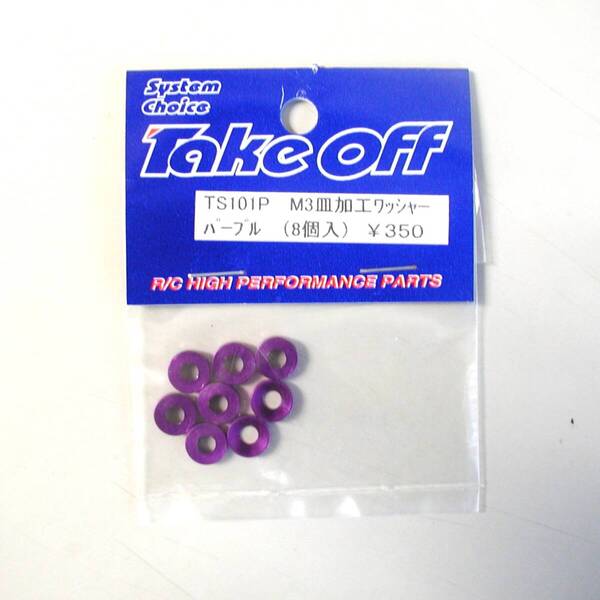 System
Choice
Take Off
TS101P M3皿加工ワッシャー
パープル (8個入) ¥350
R/C HIGH PERFORMANCE PARTS